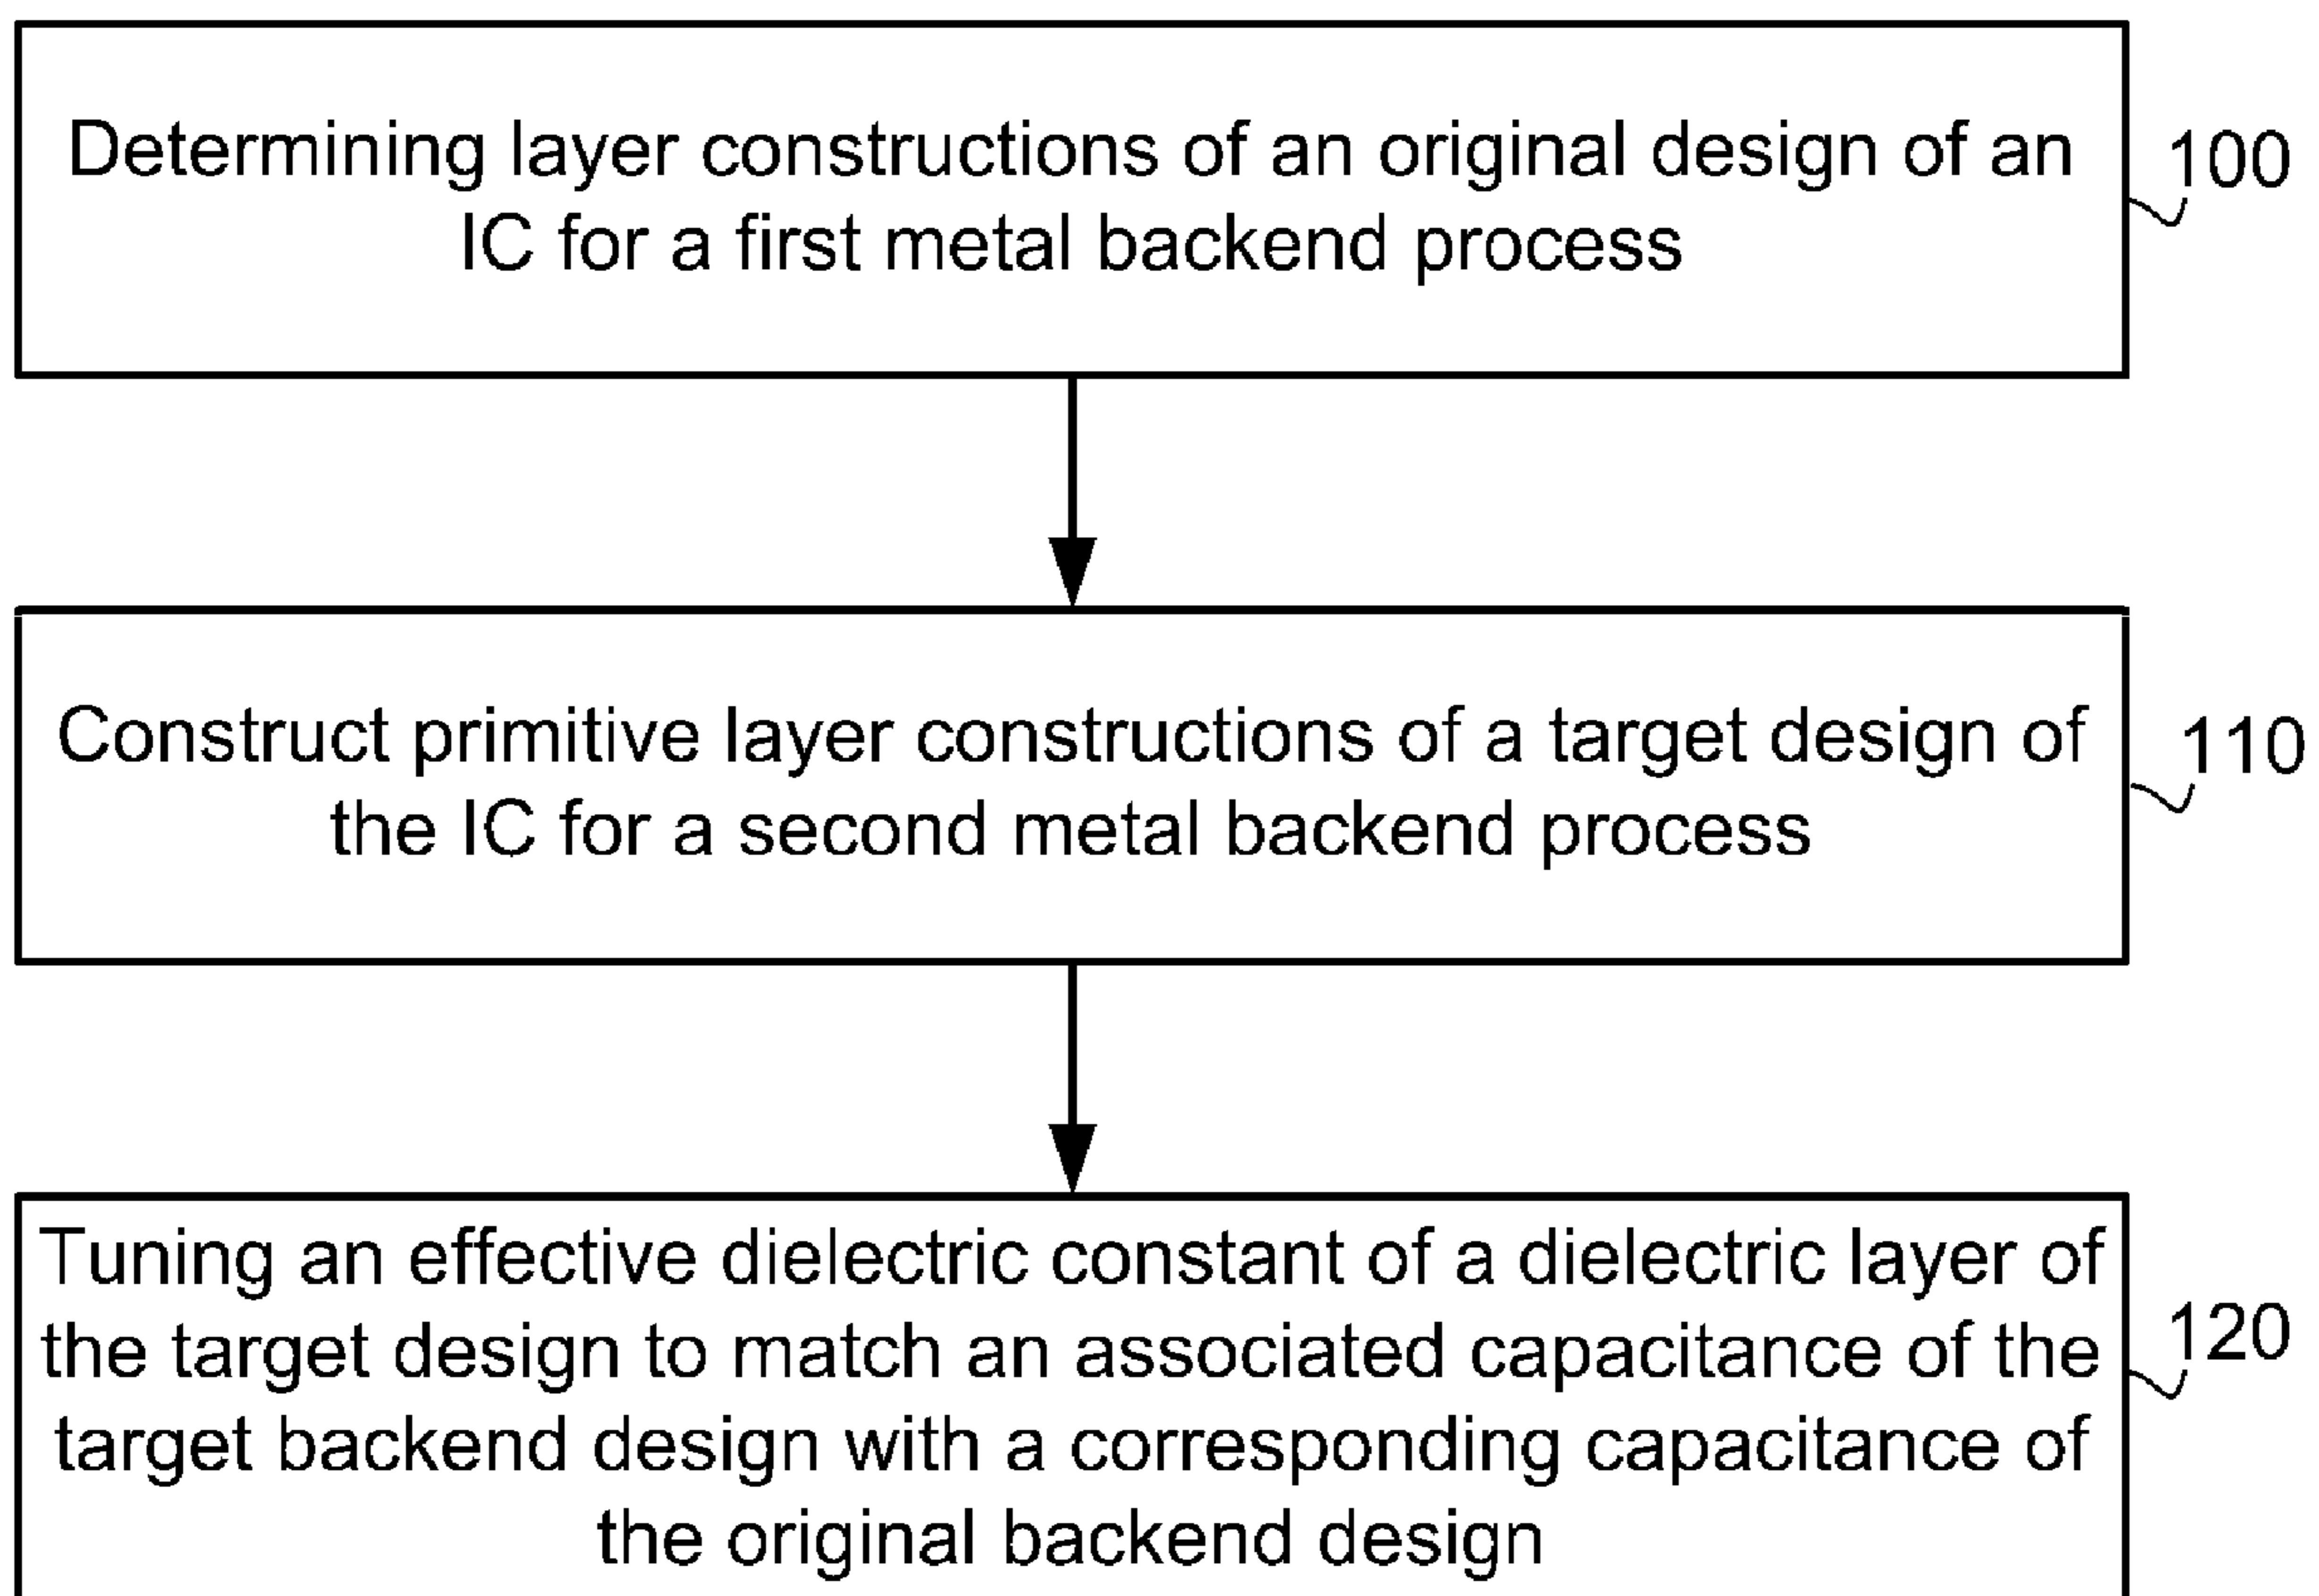 Determining layer constructions of an original design of an
IC for a first metal backend process
100
Construct primitive layer constructions of a target design of
the IC for a second metal backend process
110
Tuning an effective dielectric constant of a dielectric layer of
the target design to match an associated capacitance of the
target backend design with a corresponding capacitance of
the original backend design
120